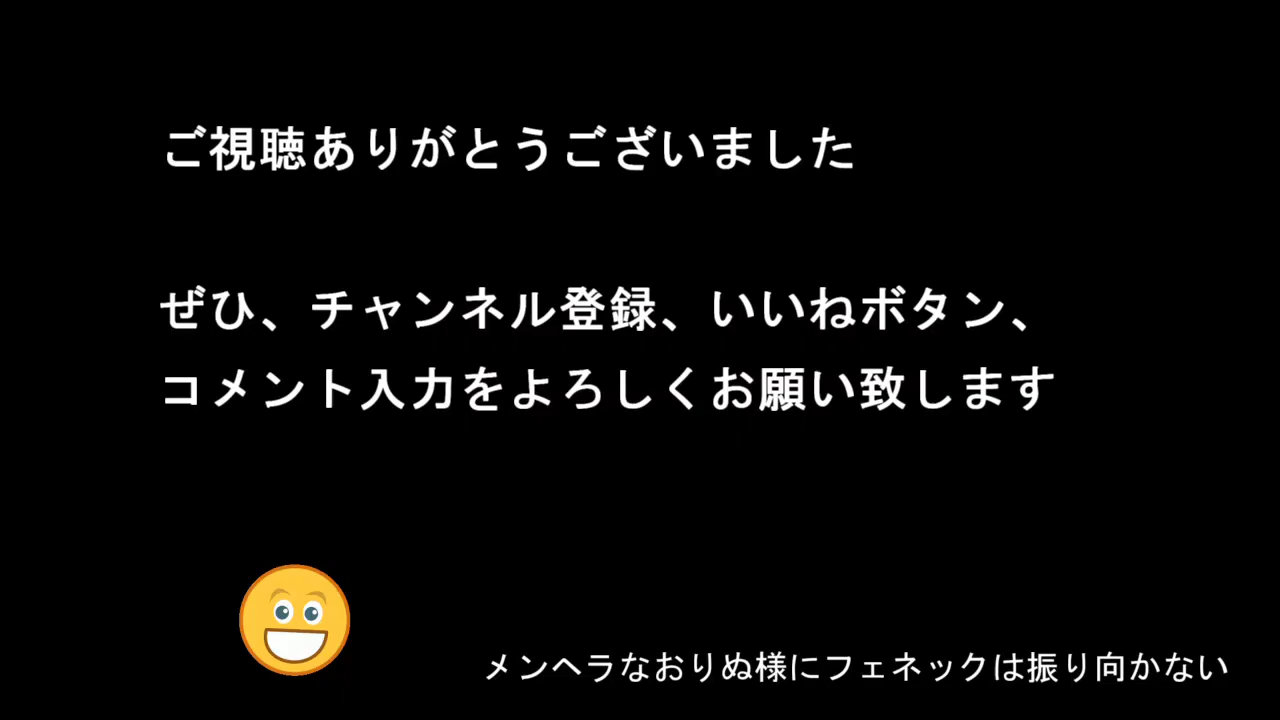 ご視聴ありがとうございました
ぜひ、チャンネル登録、いいねボタン、
コメント入力をよろしくお願い致します
メンヘラなおりぬ様にフェネックは振り向かない